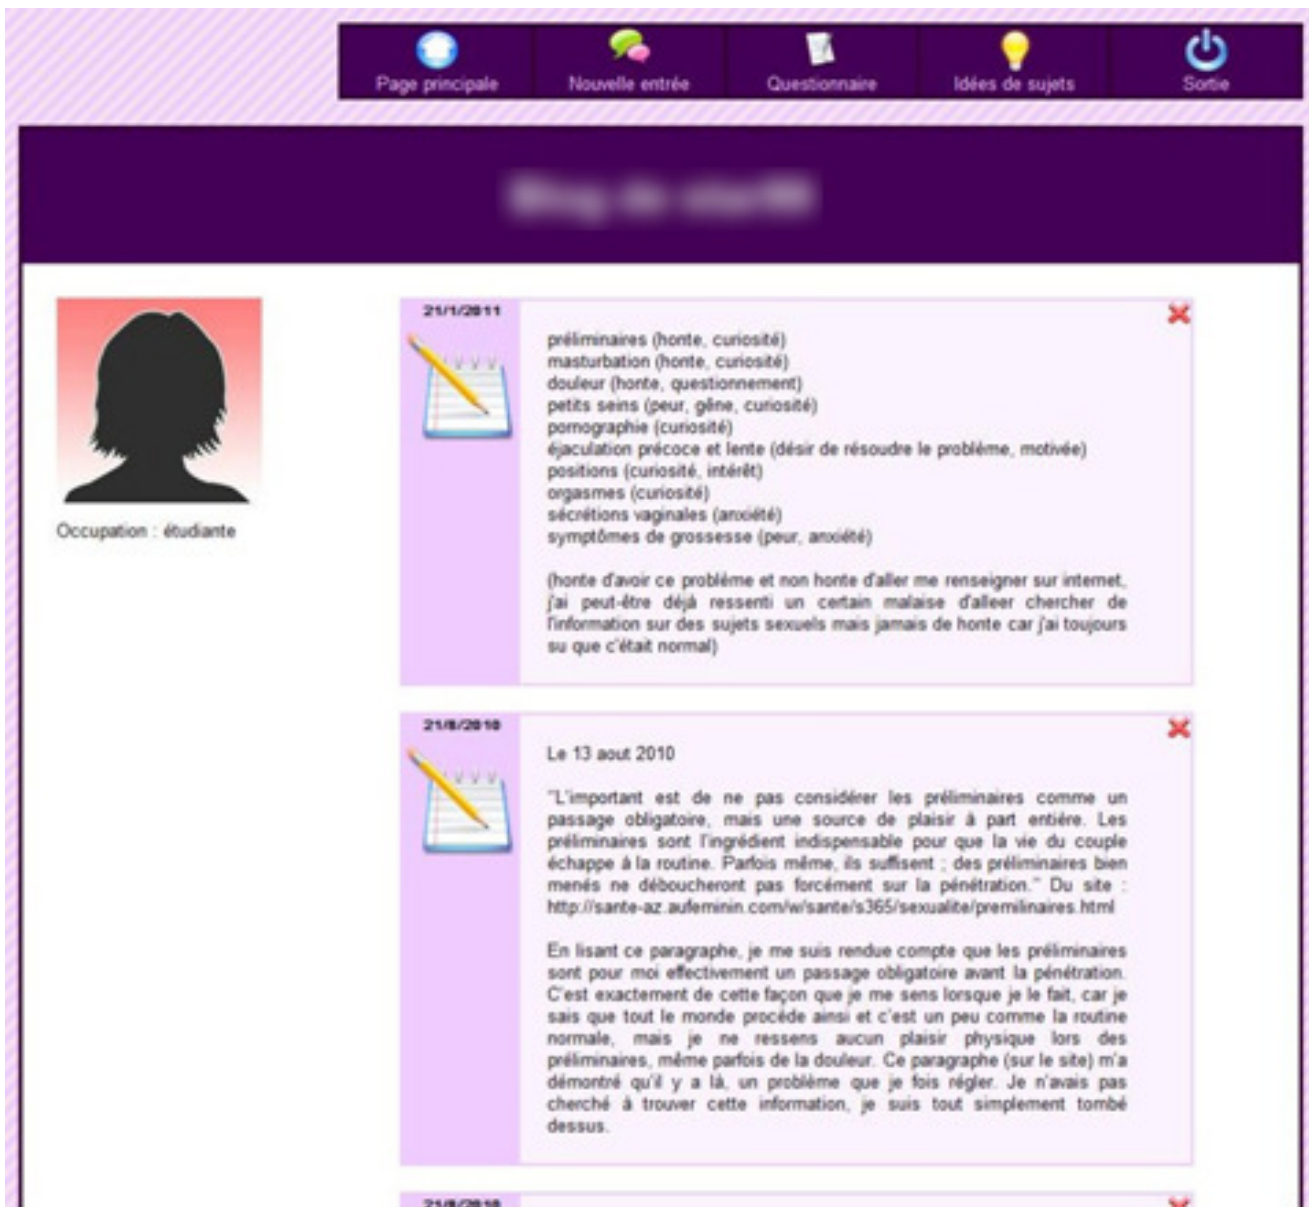 Page principale
Nouvelle entrée
Questionnaire
Idées de sujets
Sortie
Occupation : étudiante
21/1/2011
préliminaires (honte, curiosité)
masturbation (honte, curiosité)
douleur (honte, questionnement)
petits seins (peur, gêne, curiosité)
pornographie (curiosité)
éjaculation précoce et lente (désir de résoudre le problème, motivée)
positions (curiosité, intérêt)
orgasmes (curiosité)
sécrétions vaginales (anxiété)
symptômes de grossesse (peur, anxiété)
(honte d'avoir ce problème et non honte d'aller me renseigner sur internet,
j'ai peut-être déjà ressenti un certain malaise d'alleer chercher de
l'information sur des sujets sexuels mais jamais de honte car j'ai toujours
su que c'était normal)
21/8/2010
Le 13 aout 2010
"L'important est de ne pas considérer les préliminaires comme un
passage obligatoire, mais une source de plaisir à part entière. Les
préliminaires sont l'ingrédient indispensable pour que la vie du couple
échappe à la routine. Parfois même, ils suffisent ; des préliminaires bien
menés ne déboucheront pas forcément sur la pénétration." Du site :
http://sante-az.aufeminin.com/w/sante/s365/sexualite/premilinaires.html
En lisant ce paragraphe, je me suis rendue compte que les préliminaires
sont pour moi effectivement un passage obligatoire avant la pénétration.
C'est exactement de cette façon que je me sens lorsque je le fait, car je
sais que tout le monde procède ainsi et c'est un peu comme la routine
normale, mais je ne ressens aucun plaisir physique lors des
préliminaires, même parfois de la douleur. Ce paragraphe (sur le site) m'a
démontré qu'il y a là, un problème que je fois régler. Je n'avais pas
cherché à trouver cette information, je suis tout simplement tombé
dessus.
21/8/2010